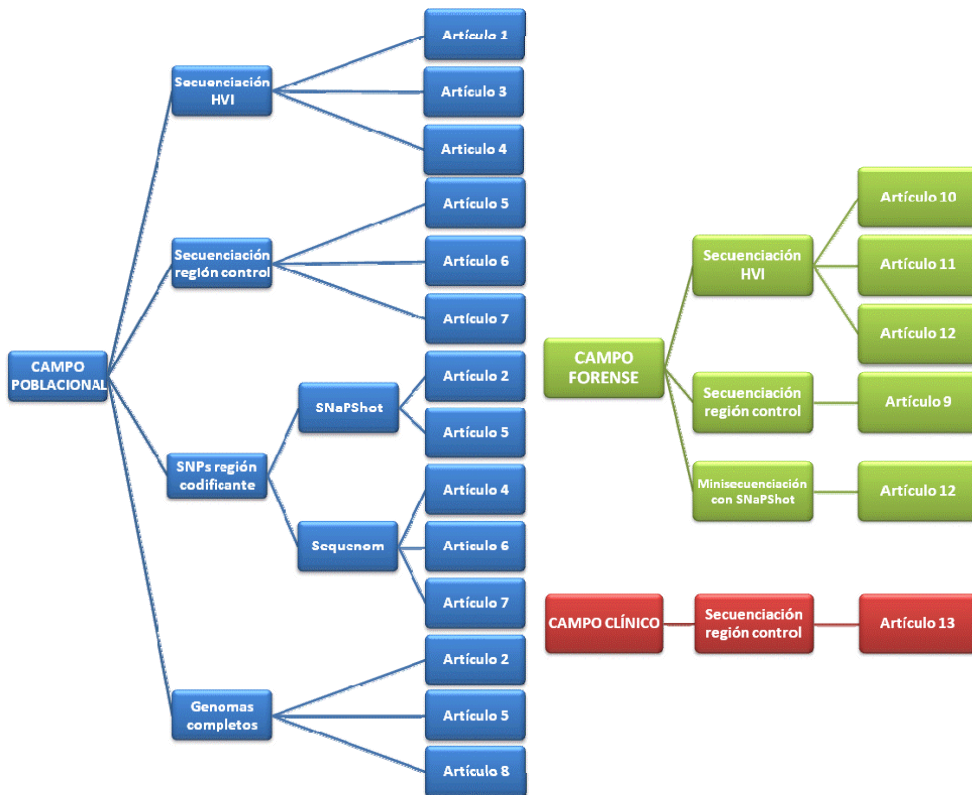 CAMPO
POBLACIONAL
Secuenciación
HVI
Artículo 1
Artículo 3
Artículo 4
Secuenciación
región control
Artículo 5
Artículo 6
Artículo 7
SNPs región
codificante
SNaPShot
Artículo 2
Artículo 5
Sequenom
Artículo 4
Artículo 6
Artículo 7
Genomas
completos
Artículo 2
Artículo 5
Artículo 8
CAMPO
FORENSE
Secuenciación
HVI
Artículo 10
Artículo 11
Artículo 12
Secuenciación
región control
Artículo 9
Minisecuenciación
con SNaPShot
Artículo 12
CAMPO CLÍNICO
Secuenciación
región control
Artículo 13